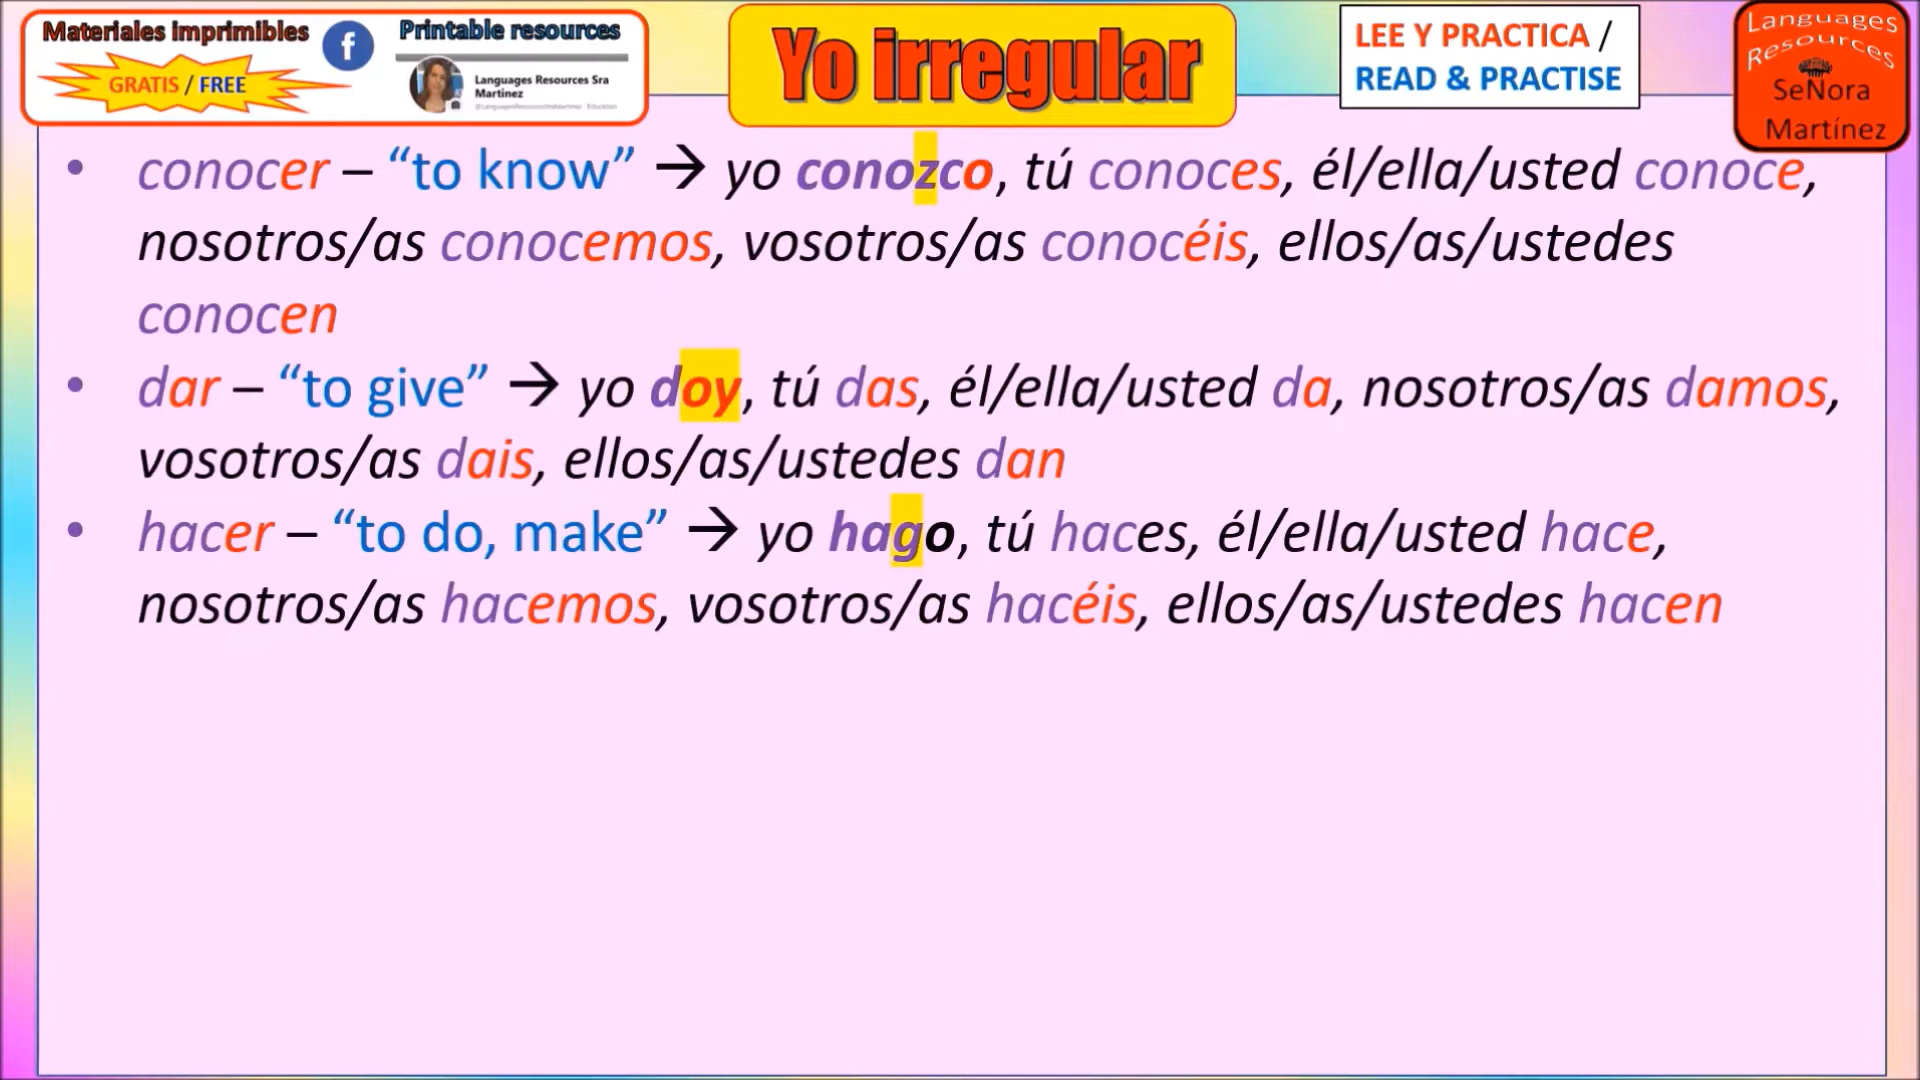 Materiales imprimibles
GRATIS / FREE
f
Printable resources
Languages Resources Sra
Martínez
Yo irregular
LEE Y PRACTICA /
READ & PRACTISE
Languages
Resources
SeNora
Martínez
• conocer – “to know” → yo conozco, tú conoces, él/ella/usted conoce,
nosotros/as conocemos, vosotros/as conocéis, ellos/as/ustedes
conocen
• dar – “to give” → yo doy, tú das, él/ella/usted da, nosotros/as damos,
vosotros/as dais, ellos/as/ustedes dan
• hacer – “to do, make” → yo hago, tú haces, él/ella/usted hace,
nosotros/as hacemos, vosotros/as hacéis, ellos/as/ustedes hacen